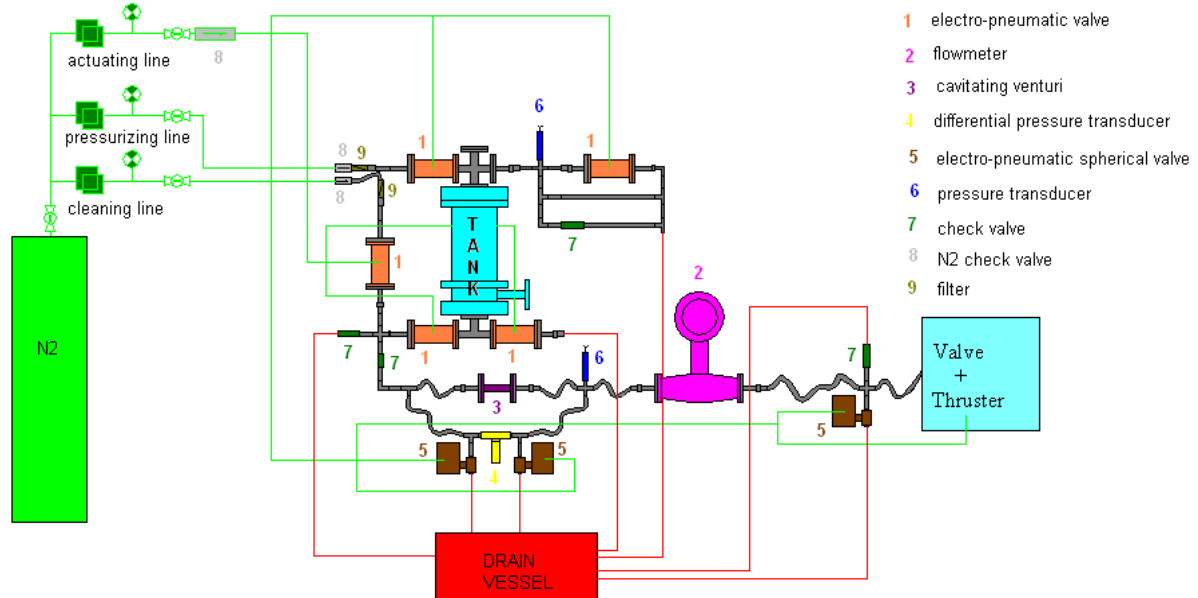 actuating line
8
pressurizing line
cleaning line
N2
8
9
8
9
1
6
1
7
TANK
1
7
7
1
1
6
3
2
5
4
5
7
5
Valve
+
Thruster
DRAIN
VESSEL
1 electro-pneumatic valve
2 flowmeter
3 cavitating venturi
4 differential pressure transducer
5 electro-pneumatic spherical valve
6 pressure transducer
7 check valve
8 N2 check valve
9 filter